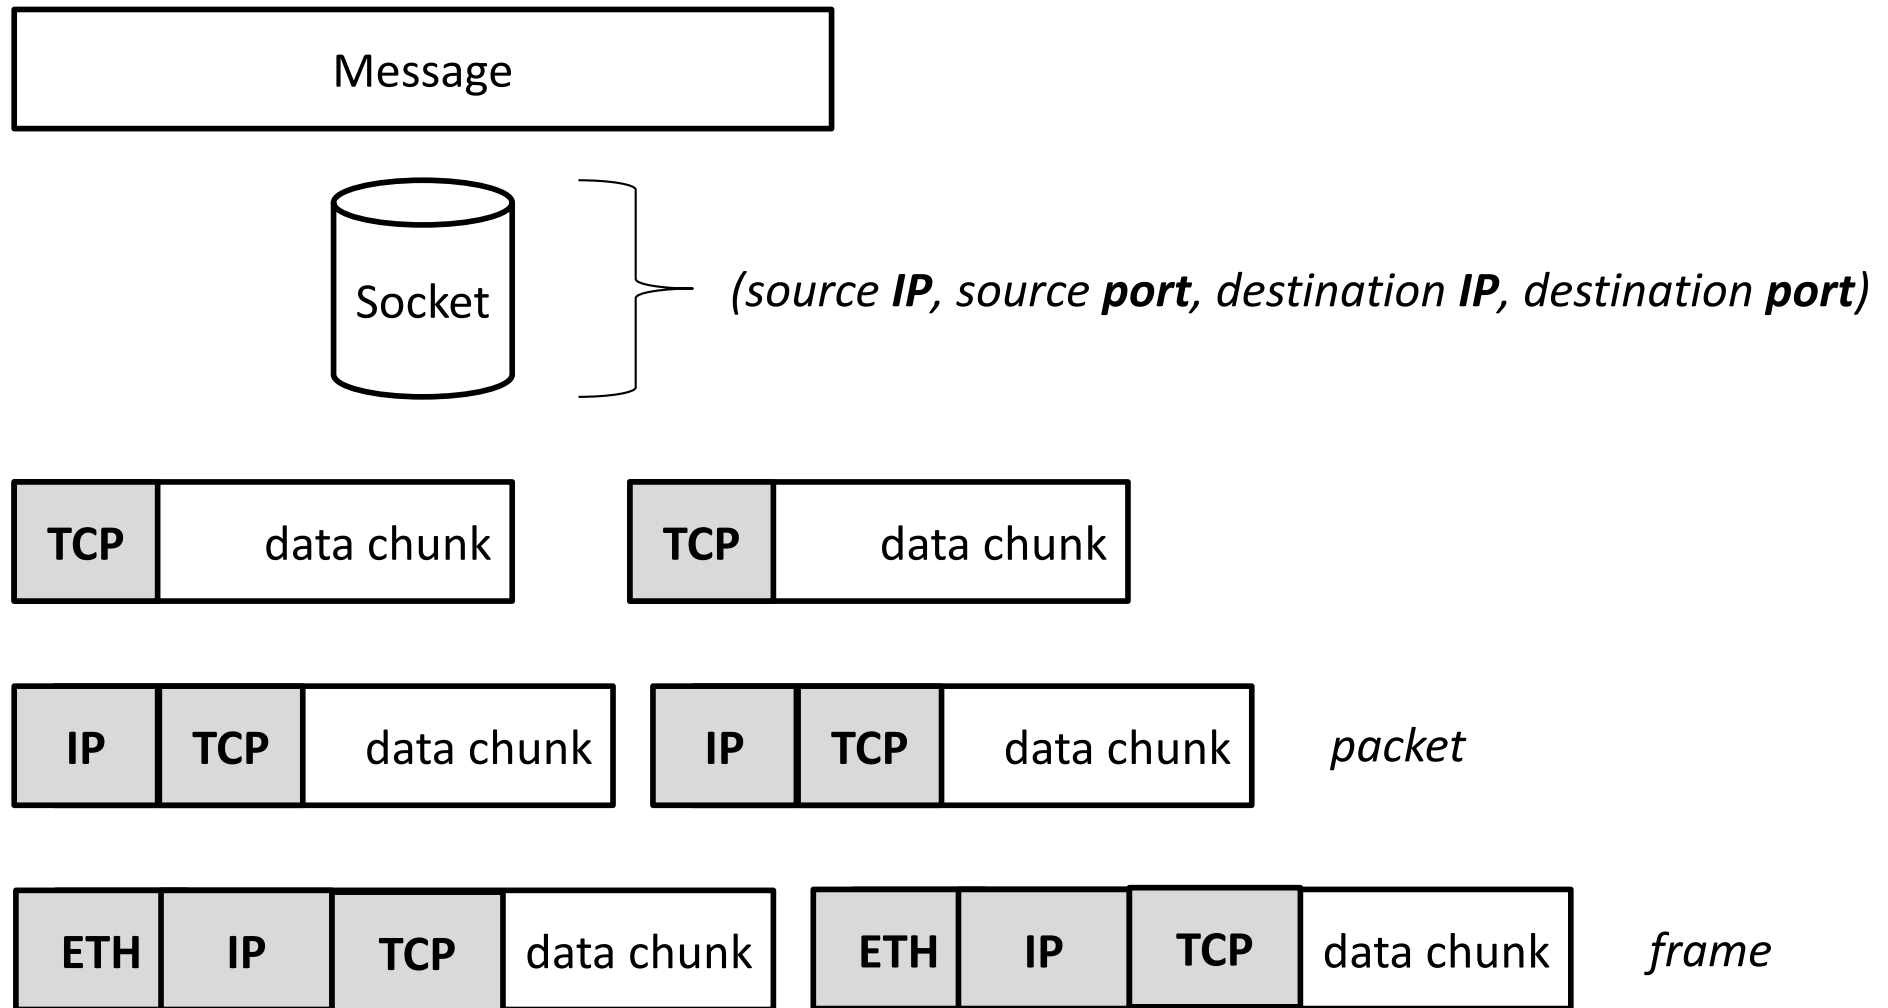 Message
Socket
(source IP, source port, destination IP, destination port)
TCP data chunk TCP data chunk
IP TCP data chunk IP TCP data chunk packet
ETH IP TCP data chunk ETH IP TCP data chunk frame